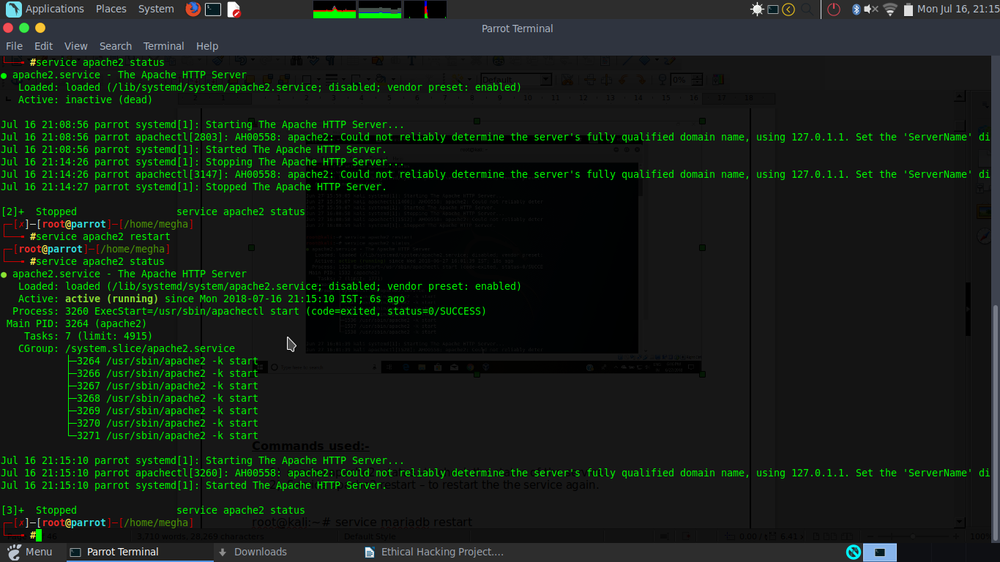 Applications Places System Mon Jul 16, 21:15
Parrot Terminal
File Edit View Search Terminal Help
#service apache2 status
● apache2.service - The Apache HTTP Server
Loaded: loaded (/lib/systemd/system/apache2.service; disabled; vendor preset: enabled)
Active: inactive (dead)
Jul 16 21:08:56 parrot systemd[1]: Starting The Apache HTTP Server...
Jul 16 21:08:56 parrot apachectl[2803]: AH00558: apache2: Could not reliably determine the server's fully qualified domain name, using 127.0.1.1. Set the 'ServerName' di
Jul 16 21:08:56 parrot systemd[1]: Started The Apache HTTP Server.
Jul 16 21:14:26 parrot systemd[1]: Stopping The Apache HTTP Server...
Jul 16 21:14:26 parrot apachectl[3147]: AH00558: apache2: Could not reliably determine the server's fully qualified domain name, using 127.0.1.1. Set the 'ServerName' di
Jul 16 21:14:27 parrot systemd[1]: Stopped The Apache HTTP Server.
[2]+ Stopped service apache2 status
┌─[✗]─[root@parrot]─[/home/megha]
└──╼ #service apache2 restart
┌─[root@parrot]─[/home/megha]
└──╼ #service apache2 status
● apache2.service - The Apache HTTP Server
Loaded: loaded (/lib/systemd/system/apache2.service; disabled; vendor preset: enabled)
Active: active (running) since Mon 2018-07-16 21:15:10 IST; 6s ago
Process: 3260 ExecStart=/usr/sbin/apachectl start (code=exited, status=0/SUCCESS)
Main PID: 3264 (apache2)
Tasks: 7 (limit: 4915)
CGroup: /system.slice/apache2.service
├─3264 /usr/sbin/apache2 -k start
├─3266 /usr/sbin/apache2 -k start
├─3267 /usr/sbin/apache2 -k start
├─3268 /usr/sbin/apache2 -k start
├─3269 /usr/sbin/apache2 -k start
├─3270 /usr/sbin/apache2 -k start
└─3271 /usr/sbin/apache2 -k start
Commands used:-
Jul 16 21:15:10 parrot systemd[1]: Starting The Apache HTTP Server...
Jul 16 21:15:10 parrot apachectl[3260]: AH00558: apache2: Could not reliably determine the server's fully qualified domain name, using 127.0.1.1. Set the 'ServerName' di
Jul 16 21:15:10 parrot systemd[1]: Started The Apache HTTP Server.
restart – to restart the the service again.
[3]+ Stopped service apache2 status
┌─[✗]─[root@parrot]─[/home/megha]
root@kali:~# service mariadb restart
└──╼ #
3,710 words, 28,269 characters Default Style
Menu Parrot Terminal Downloads Ethical Hacking Project....